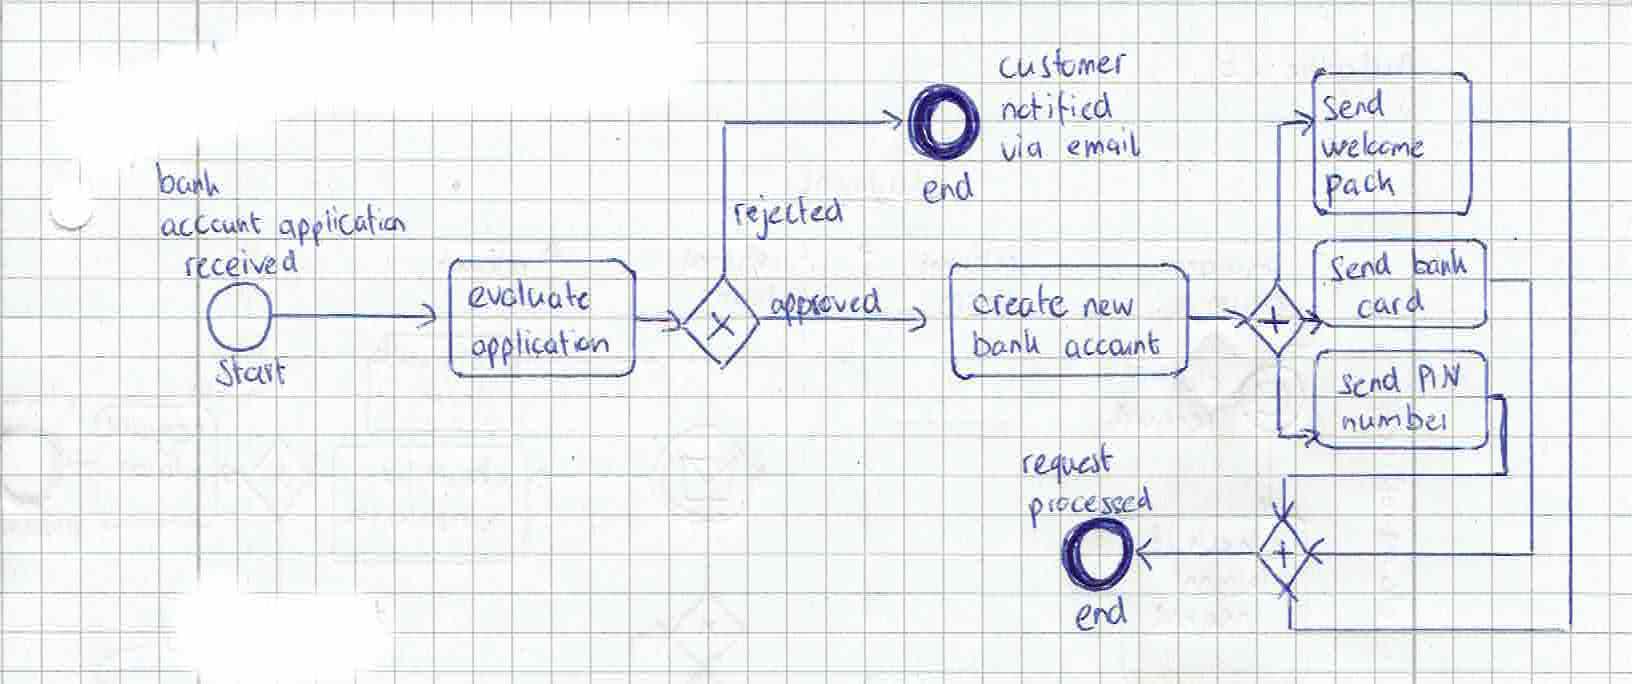 bank
account application
received
Start
evaluate
application
rejected
approved
customer
notified
via email
end
create new
bank account
Send
welcome
pack
Send bank
card
send PIN
number
request
processed
end